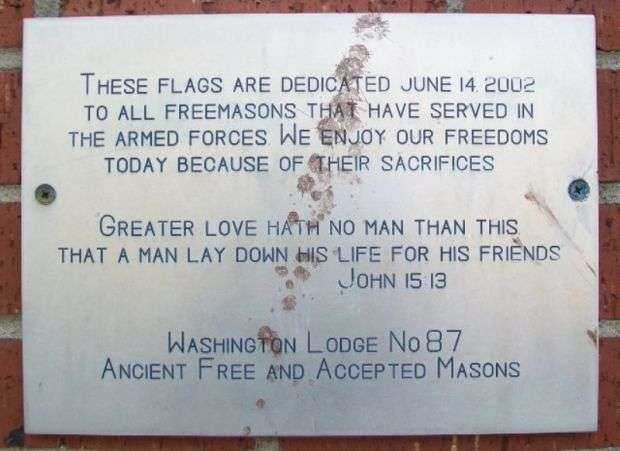 These flags are dedicated June 14 2002
to all Freemasons that have served in
the armed forces We enjoy our freedoms
today because of their sacrifices
Greater love hath no man than this
that a man lay down his life for his friends
John 15 13
Washington Lodge No 87
Ancient Free and Accepted Masons